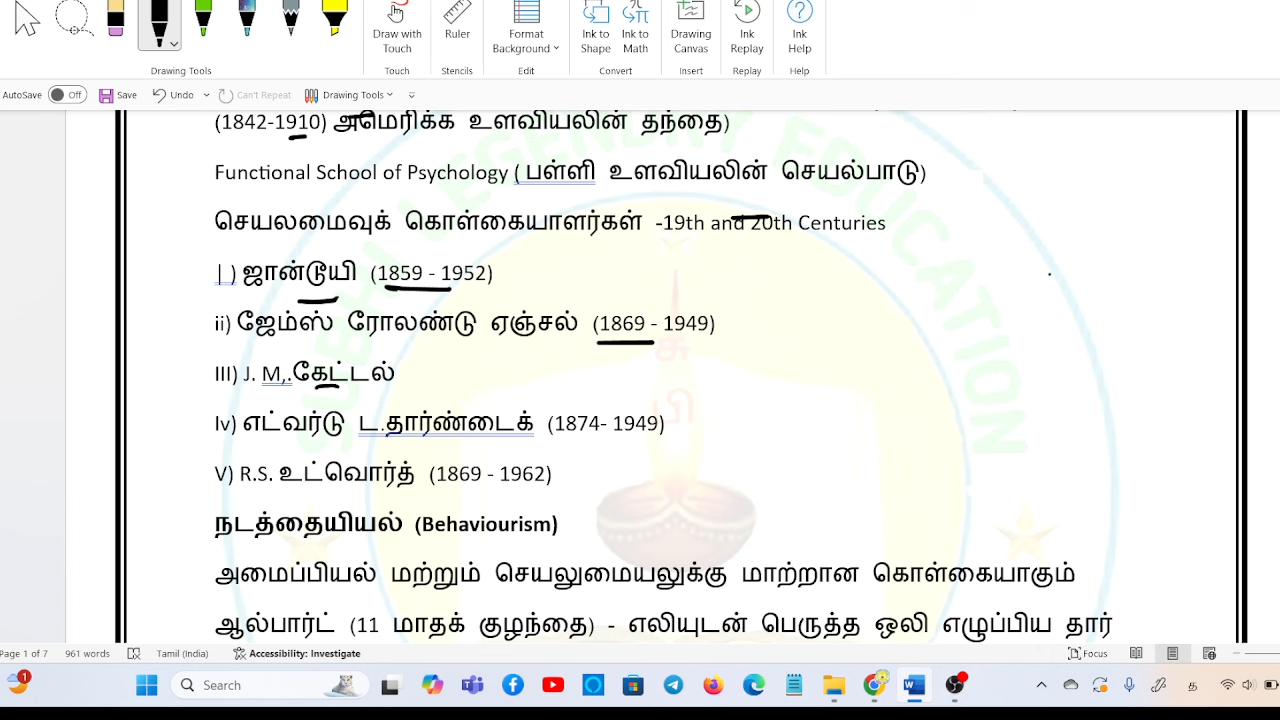 Draw with Touch
Ruler
Format Background
Ink to Shape
Ink to Math
Drawing Canvas
Ink Replay
Ink Help
Drawing Tools
Touch
Stencils
Edit
Convert
Insert
Replay
Help
AutoSave Off Save Undo Can't Repeat Drawing Tools
(1842-1910) அமெரிக்க உளவியலின் தந்தை)
Functional School of Psychology ( பள்ளி உளவியலின் செயல்பாடு)
செயலமைவுக் கொள்கையாளர்கள் -19th and 20th Centuries
| ) ஜான்டூயி (1859 - 1952)
ii) ஜேம்ஸ் ரோலண்டு ஏஞ்சல் (1869 - 1949)
III) J. M,.கேட்டல்
Iv) எட்வர்டு ட.தார்ண்டைக் (1874- 1949)
V) R.S. உட்வொர்த் (1869 - 1962)
நடத்தையியல் (Behaviourism)
அமைப்பியல் மற்றும் செயலுமையலுக்கு மாற்றான கொள்கையாகும்
ஆல்பார்ட் (11 மாதக் குழந்தை) - எலியுடன் பெருத்த ஒலி எழுப்பிய தார்
SUBEN LEGENDERY EDUCATION
சு
பி
Page 1 of 7 961 words Tamil (India) Accessibility: Investigate Focus
Search